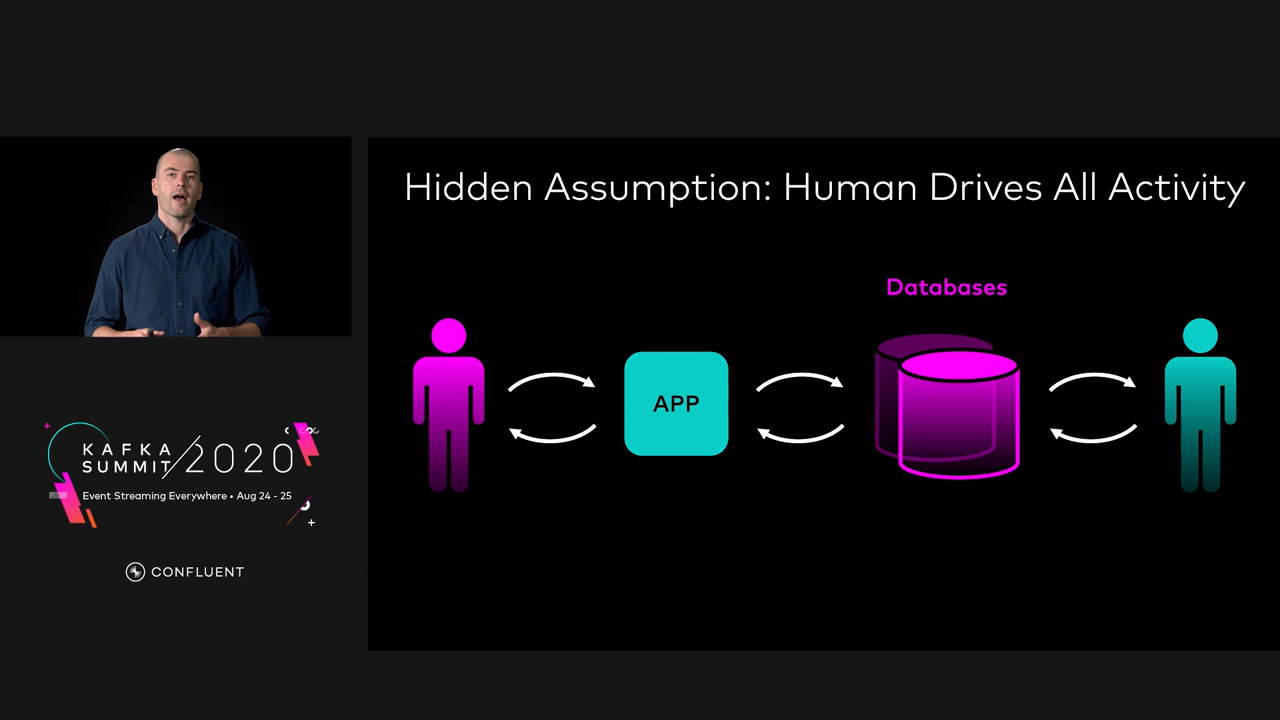 Hidden Assumption: Human Drives All Activity
Databases
APP
KAFKA
SUMMIT/2020
Event Streaming Everywhere • Aug 24 - 25
CONFLUENT